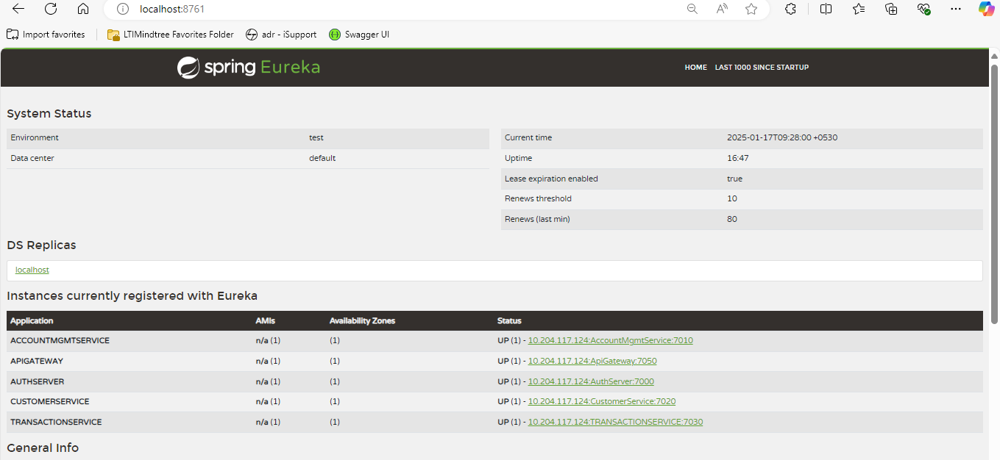 localhost:8761
Import favorites LTIMindtree Favorites Folder adr - iSupport Swagger UI
spring Eureka HOME LAST 1000 SINCE STARTUP
System Status
Environment test
Data center default
Current time 2025-01-17T09:28:00 +0530
Uptime 16:47
Lease expiration enabled true
Renews threshold 10
Renews (last min) 80
DS Replicas
localhost
Instances currently registered with Eureka
Application AMIs Availability Zones Status
ACCOUNTMGMTSERVICE n/a (1) (1) UP (1) - 10.204.117.124:AccountMgmtService:7010
APIGATEWAY n/a (1) (1) UP (1) - 10.204.117.124:ApiGateway:7050
AUTHSERVER n/a (1) (1) UP (1) - 10.204.117.124:AuthServer:7000
CUSTOMERSERVICE n/a (1) (1) UP (1) - 10.204.117.124:CustomerService:7020
TRANSACTIONSERVICE n/a (1) (1) UP (1) - 10.204.117.124:TRANSACTIONSERVICE:7030
General Info